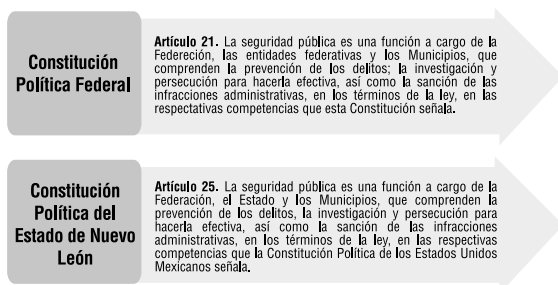 Constitución
Política Federal
Artículo 21. La seguridad pública es una función a cargo de la
Federeción, las entidades federativas y los Municipios, que
comprenden la prevención de los delitos; la investigación y
persecución para hacerla efectiva, así como la sanción de las
infracciones administrativas, en los términos de la ley, en las
respectativas competencias que esta Constitución señala.
Constitución
Política del
Estado de Nuevo
León
Artículo 25. La seguridad pública es una función a cargo de la
Federación, el Estado y los Municipios, que comprenden la
prevención de los delitos, la investigación y persecución para
hacerla efectiva, así como la sanción de las infracciones
administrativas, en los términos de la ley, en las respectivas
competencias que la Constitución Política de los Estados Unidos
Mexicanos señala.